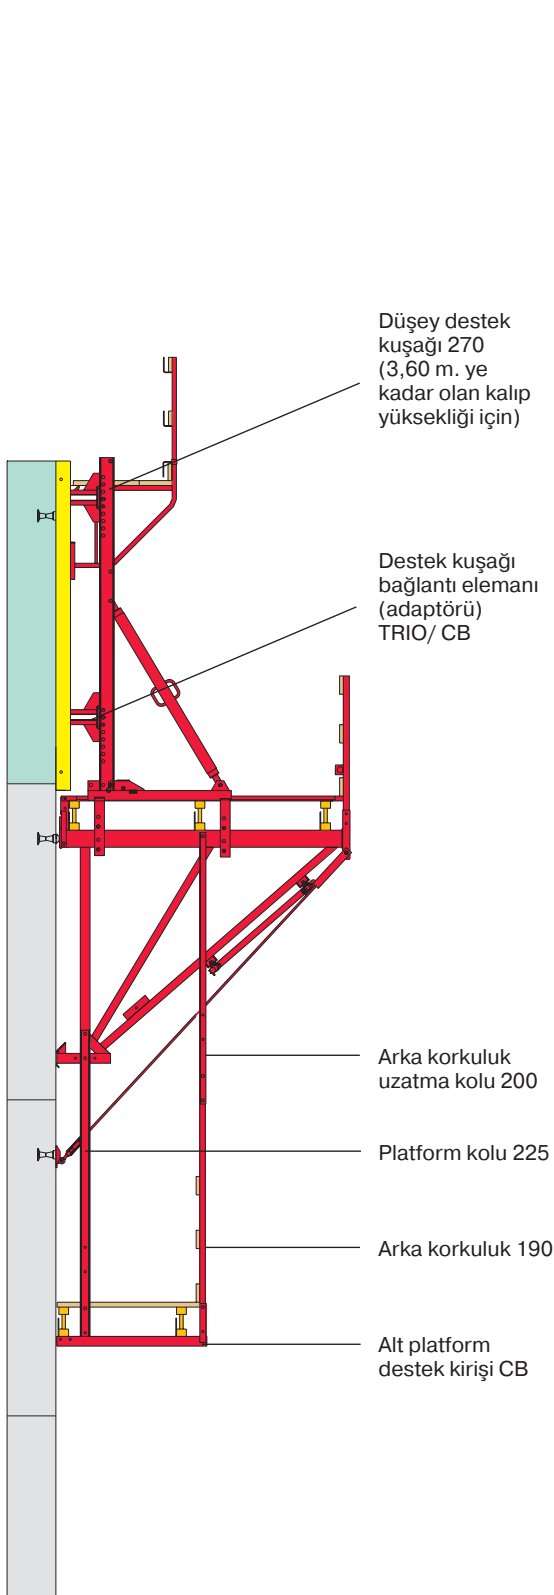 Düşey destek
kuşağı 270
(3,60 m. ye
kadar olan kalıp
yüksekliği için)
Destek kuşağı
bağlantı elemanı
(adaptörü)
TRIO/ CB
Arka korkuluk
uzatma kolu 200
Platform kolu 225
Arka korkuluk 190
Alt platform
destek kirişi CB